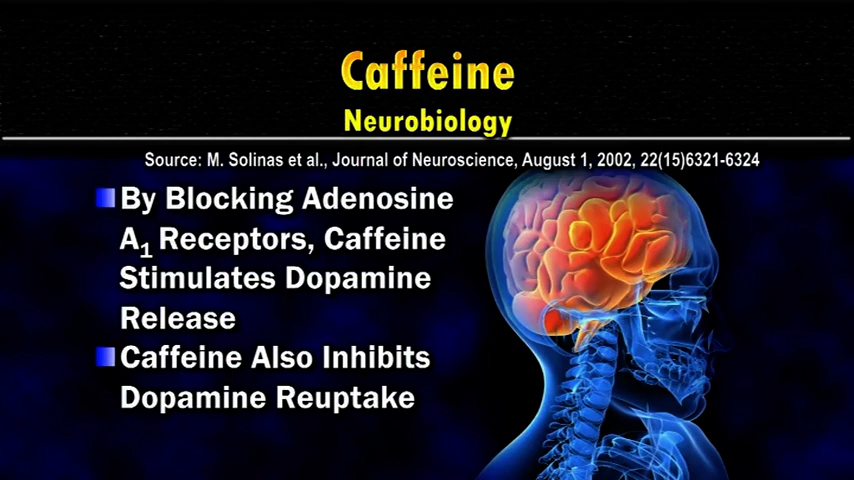 Caffeine
Neurobiology
Source: M. Solinas et al., Journal of Neuroscience, August 1, 2002, 22(15)6321-6324
By Blocking Adenosine
A₁ Receptors, Caffeine
Stimulates Dopamine
Release
Caffeine Also Inhibits
Dopamine Reuptake